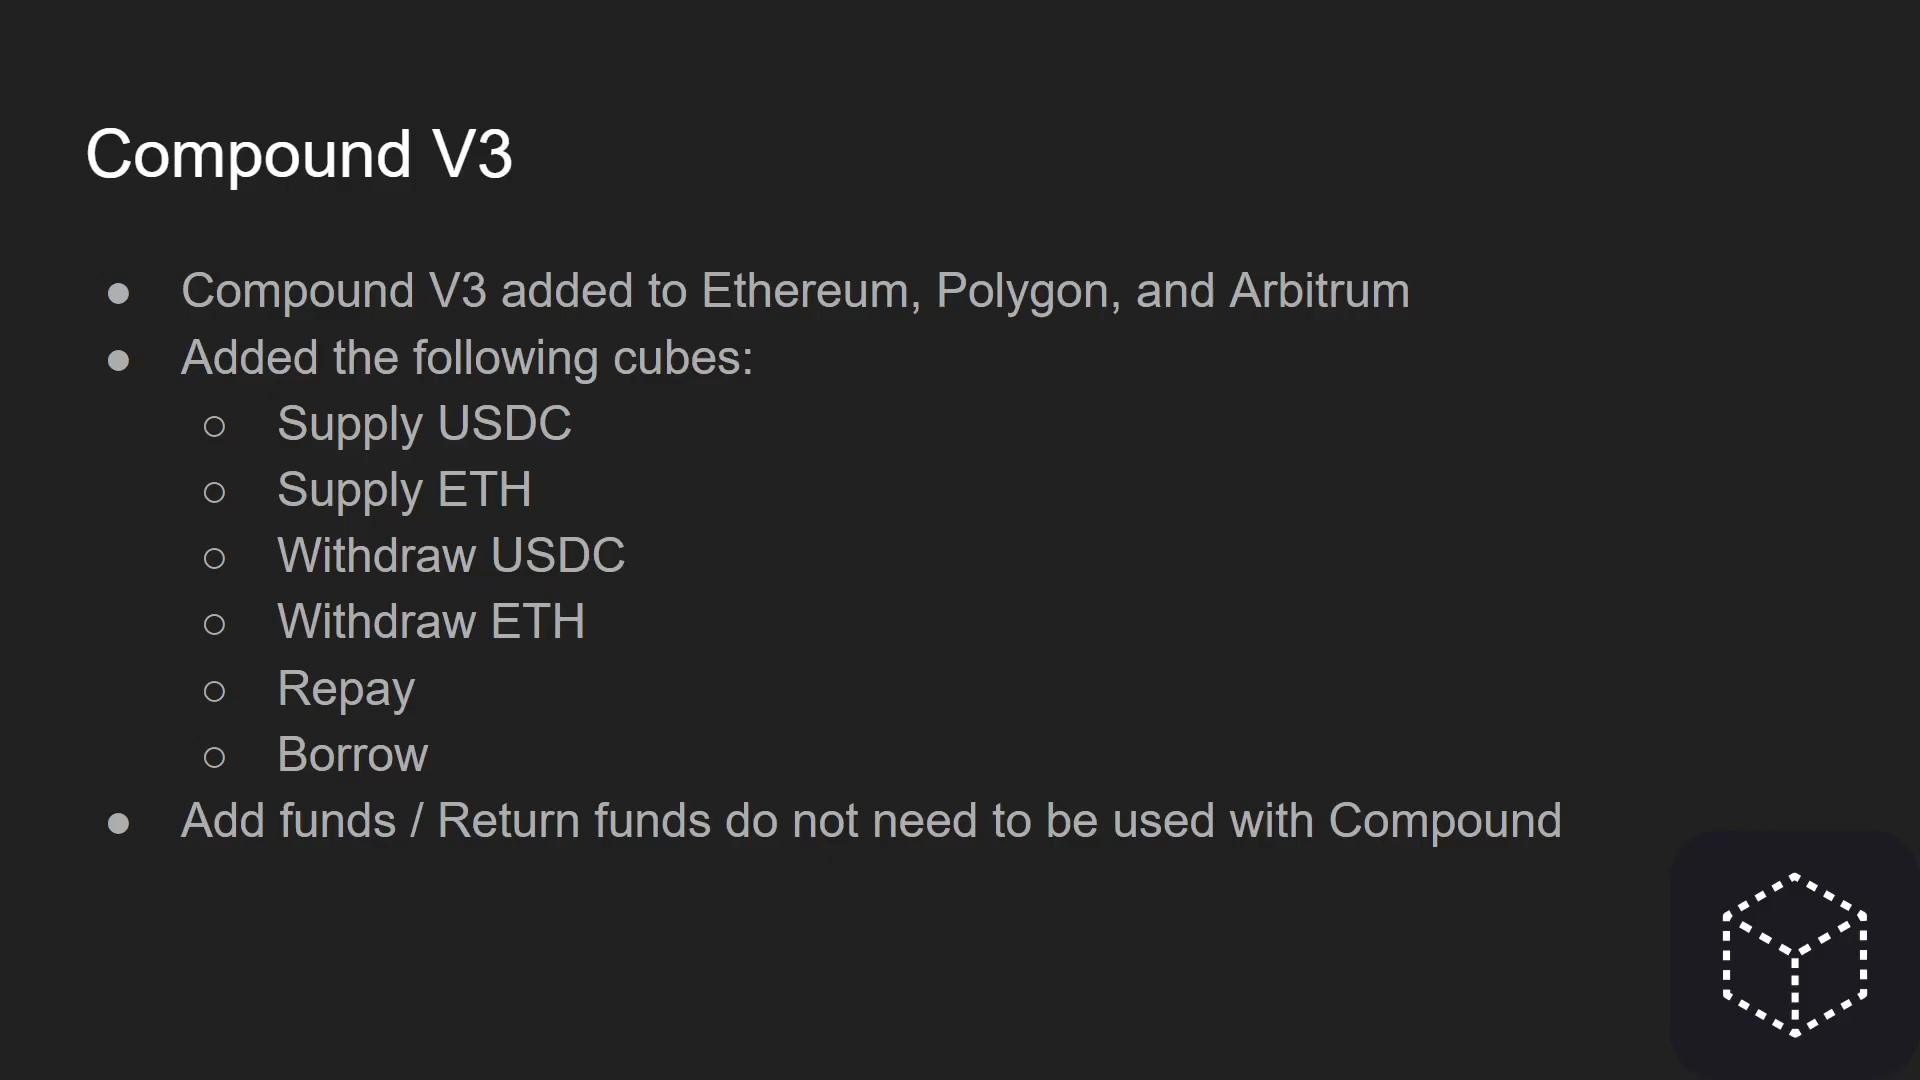 Compound V3
● Compound V3 added to Ethereum, Polygon, and Arbitrum
● Added the following cubes:
○ Supply USDC
○ Supply ETH
○ Withdraw USDC
○ Withdraw ETH
○ Repay
○ Borrow
● Add funds / Return funds do not need to be used with Compound